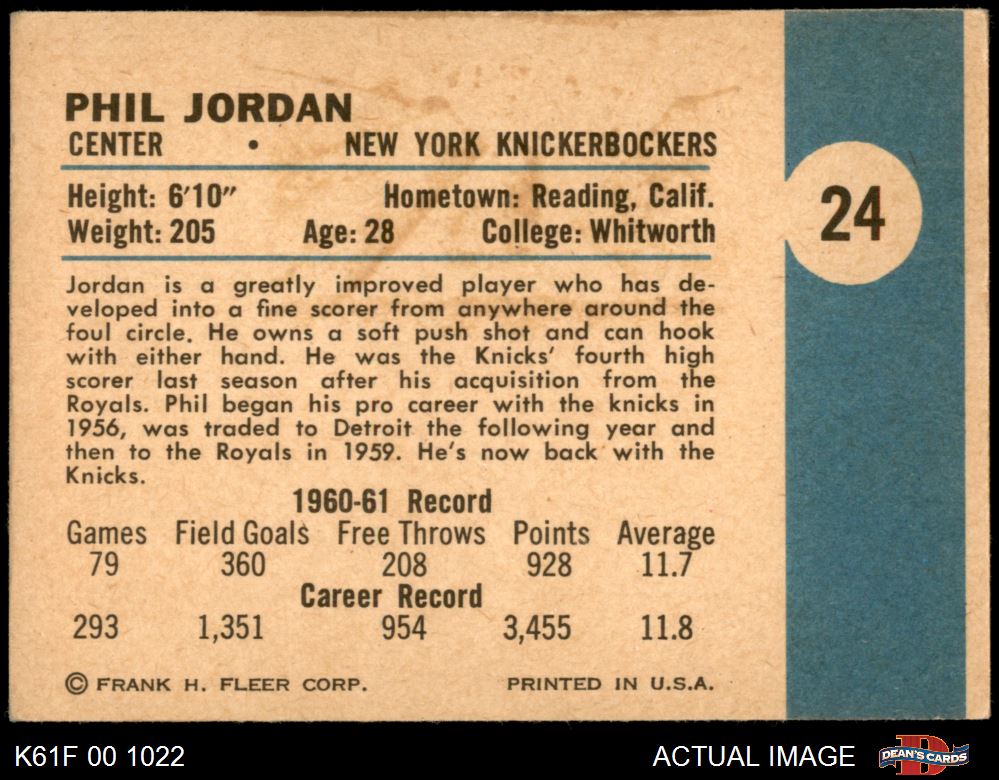 PHIL JORDAN
CENTER • NEW YORK KNICKERBOCKERS
Height: 6'10" Hometown: Reading, Calif.
Weight: 205 Age: 28 College: Whitworth
24
Jordan is a greatly improved player who has de-
veloped into a fine scorer from anywhere around the
foul circle. He owns a soft push shot and can hook
with either hand. He was the Knicks' fourth high
scorer last season after his acquisition from the
Royals. Phil began his pro career with the knicks in
1956, was traded to Detroit the following year and
then to the Royals in 1959. He's now back with the
Knicks.
1960-61 Record
Games Field Goals Free Throws Points Average
79 360 208 928 11.7
Career Record
293 1,351 954 3,455 11.8
© FRANK H. FLEER CORP. PRINTED IN U.S.A.
K61F 00 1022 ACTUAL IMAGE DEAN'S CARDS